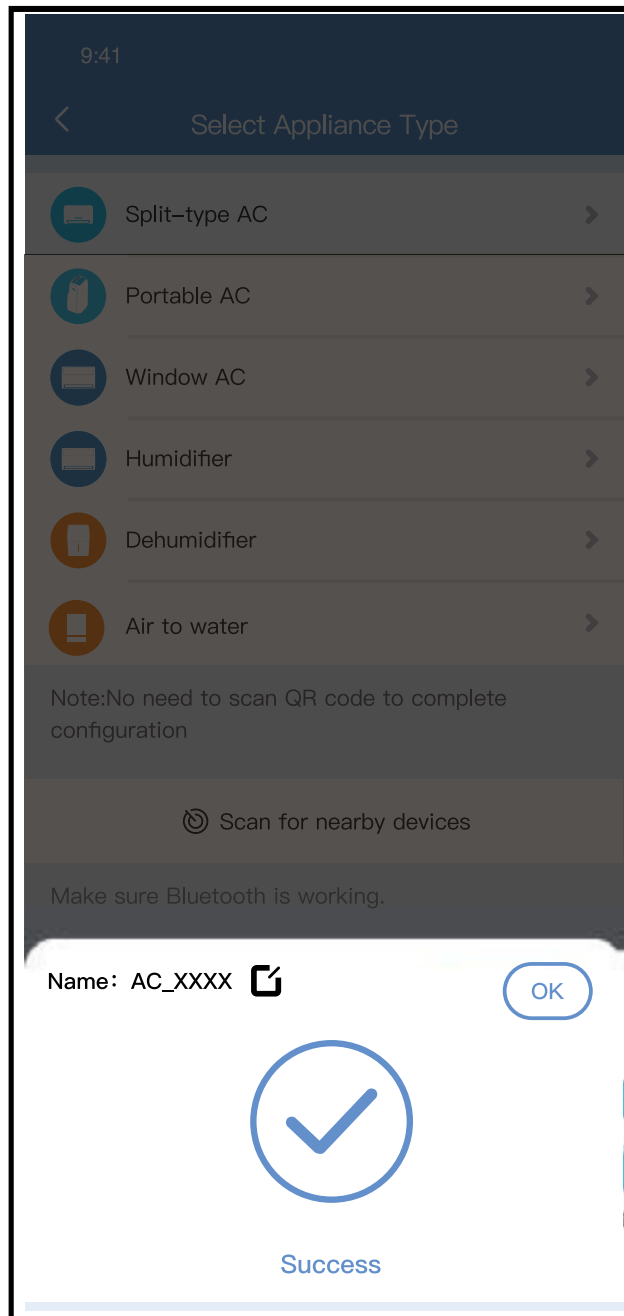 9:41
Select Appliance Type
Split-type AC
Portable AC
Window AC
Humidifier
Dehumidifier
Air to water
Note:No need to scan QR code to complete
configuration
Scan for nearby devices
Make sure Bluetooth is working.
Name: AC_XXXX
OK
Success